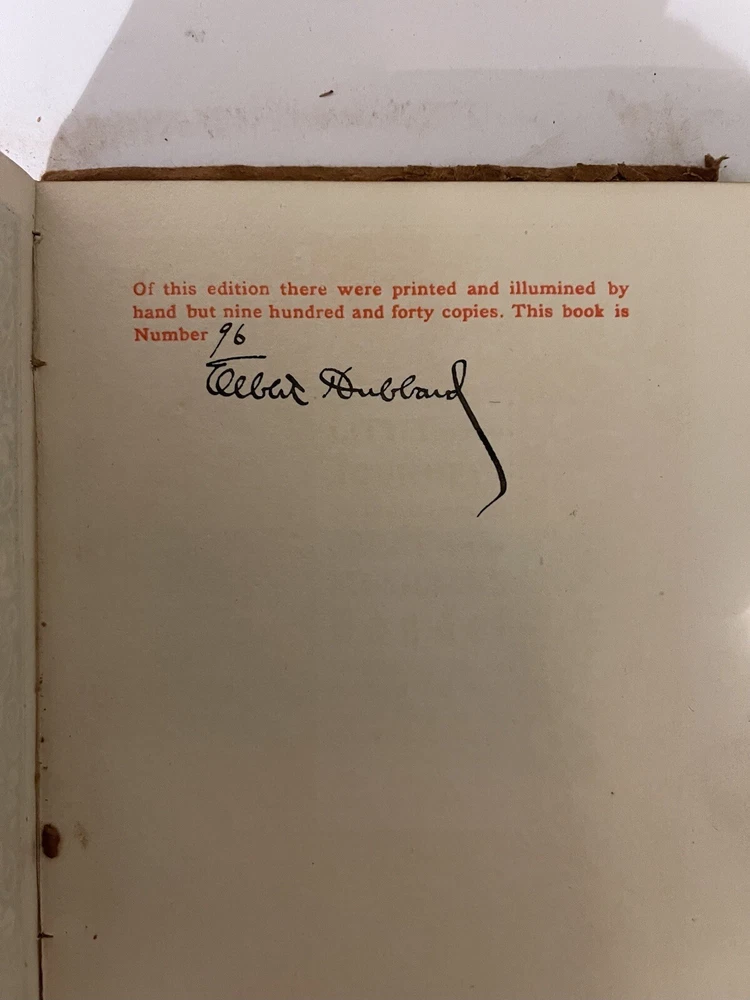 Of this edition there were printed and illumined by
hand but nine hundred and forty copies. This book is
Number 96
Elbert Hubbard